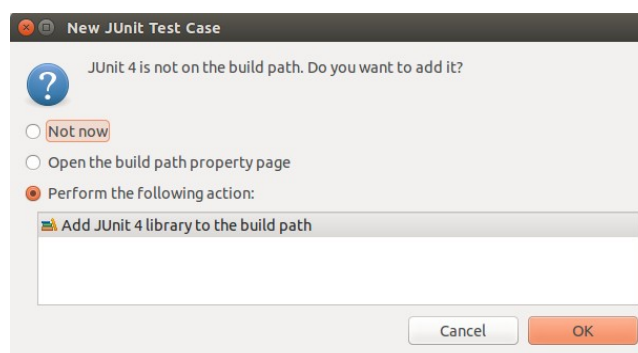 New JUnit Test Case
JUnit 4 is not on the build path. Do you want to add it?
Not now
Open the build path property page
Perform the following action:
Add JUnit 4 library to the build path
Cancel
OK